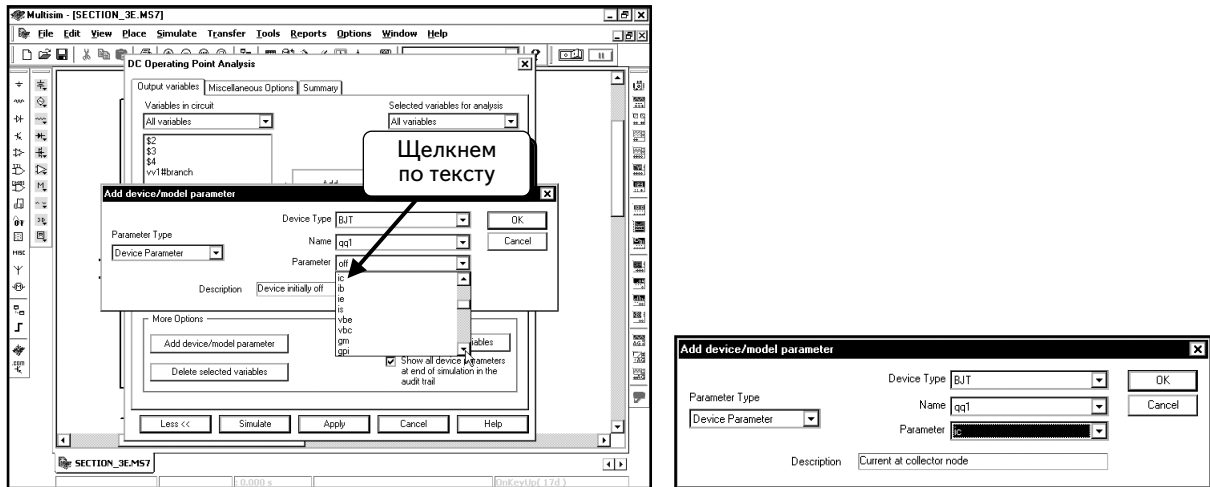 Multisim - [SECTION_3E.MS7]
File Edit View Place Simulate Transfer Tools Reports Options Window Help
DC Operating Point Analysis
Output variables Miscellaneous Options Summary
Variables in circuit
Selected variables for analysis
All variables
All variables
$2
$3
$4
vv1#branch
Щелкнем
по тексту
Add device/model parameter
Device Type BJT
OK
Parameter Type
Name qq1
Cancel
Device Parameter
Parameter off
Description Device initially off
ic
ib
ie
is
vbe
vbc
gm
gpi
More Options
Add device/model parameter
Delete selected variables
Show all device parameters
at end of simulation in the
audit trail
Less << Simulate Apply Cancel Help
SECTION_3E.MS7
0.000 s
OnKeyUp( 17d )
Add device/model parameter
Device Type BJT
OK
Parameter Type
Name qq1
Cancel
Device Parameter
Parameter ic
Description Current at collector node